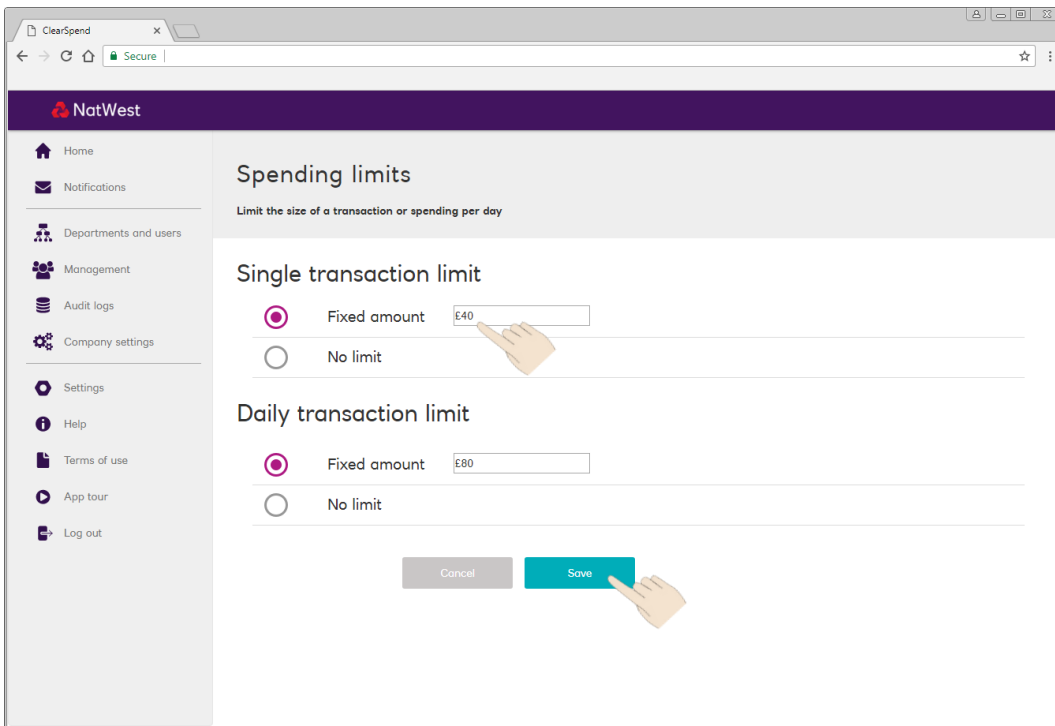 ClearSpend
Secure
NatWest
Home
Notifications
Departments and users
Management
Audit logs
Company settings
Settings
Help
Terms of use
App tour
Log out
Spending limits
Limit the size of a transaction or spending per day
Single transaction limit
Fixed amount £40
No limit
Daily transaction limit
Fixed amount £80
No limit
Cancel Save